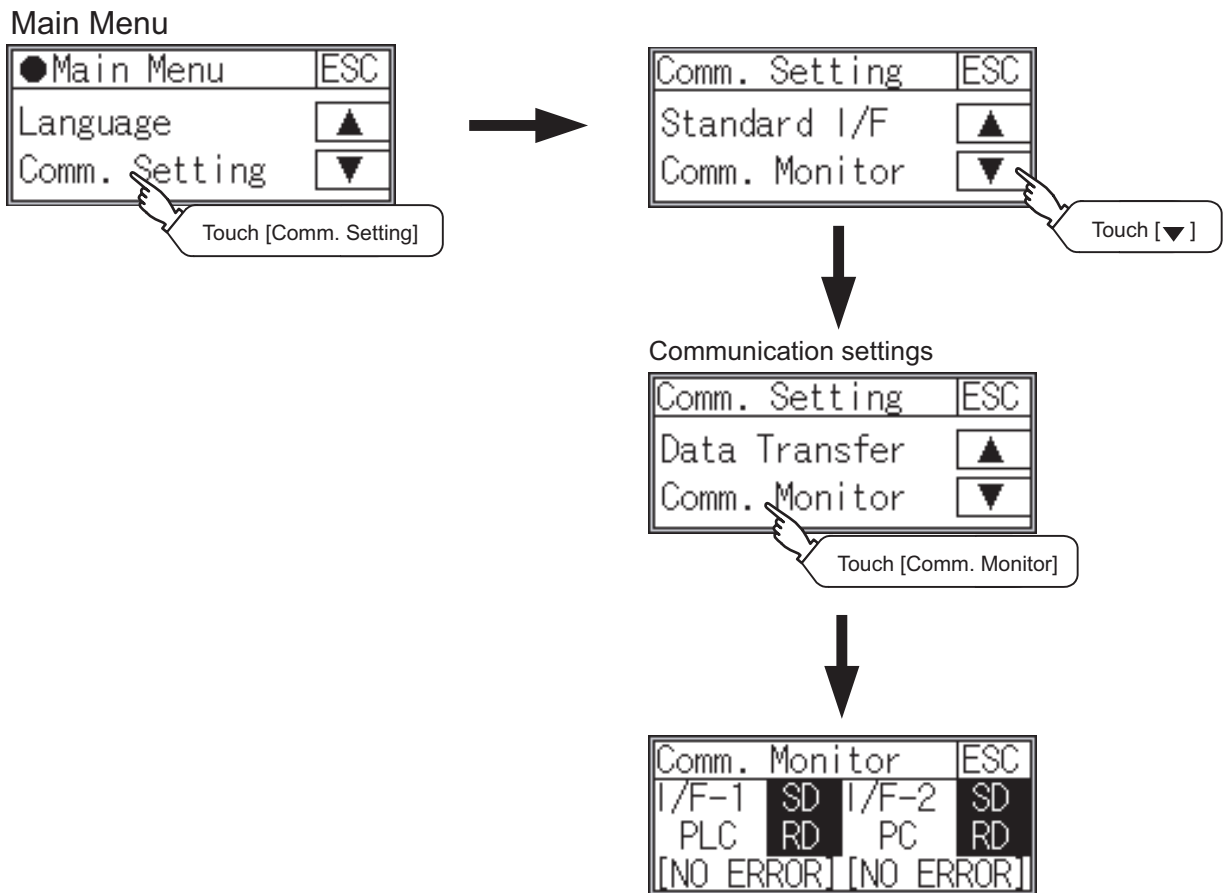 Main Menu
●Main Menu ESC
Language ▲
Comm. Setting ▼
Touch [Comm. Setting]
Comm. Setting ESC
Standard I/F ▲
Comm. Monitor ▼
Touch [▼]
Communication settings
Comm. Setting ESC
Data Transfer ▲
Comm. Monitor ▼
Touch [Comm. Monitor]
Comm. Monitor ESC
I/F-1 SD I/F-2 SD
PLC RD PC RD
[NO ERROR] [NO ERROR]